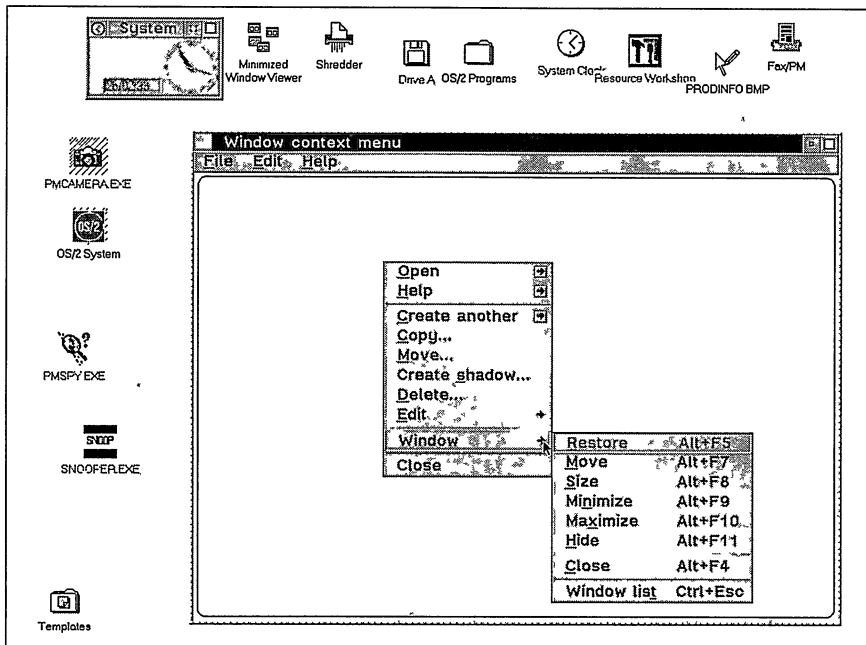 System
Minimized
Window Viewer
Shredder
Drive A
OS/2 Programs
System Clock
Resource Workshop
PRODINFO BMP
Fax/PM
PMCAMERA.EXE
OS/2
OS/2 System
?
PMSPY EXE
SNOOP
SNOOPER.EXE
Templates
Window context menu
File Edit Help
Open
Help
Create another
Copy...
Move...
Create shadow...
Delete...
Edit
Window
Close
Restore Alt+F5
Move Alt+F7
Size Alt+F8
Minimize Alt+F9
Maximize Alt+F10
Hide Alt+F11
Close Alt+F4
Window list Ctrl+Esc